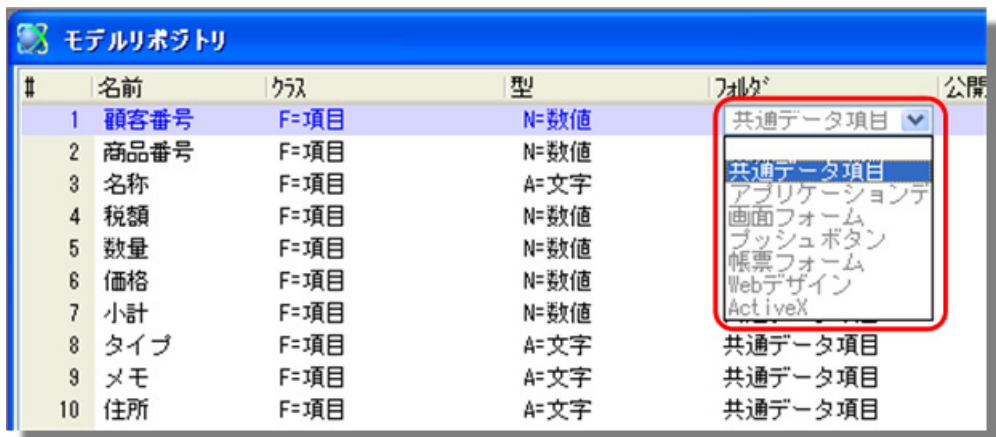 モデルリポジトリ
# 名前 クラス 型 フォルダ 公開
1 顧客番号 F=項目 N=数値 共通データ項目
2 商品番号 F=項目 N=数値
共通データ項目
3 名称 F=項目 A=文字 アプリケーションデ
4 税額 F=項目 N=数値 画面フォーム
プッシュボタン
5 数量 F=項目 N=数値
帳票フォーム
6 価格 F=項目 N=数値 Webデザイン
7 小計 F=項目 N=数値 ActiveX
8 タイプ F=項目 A=文字 共通データ項目
9 メモ F=項目 A=文字 共通データ項目
10 住所 F=項目 A=文字 共通データ項目